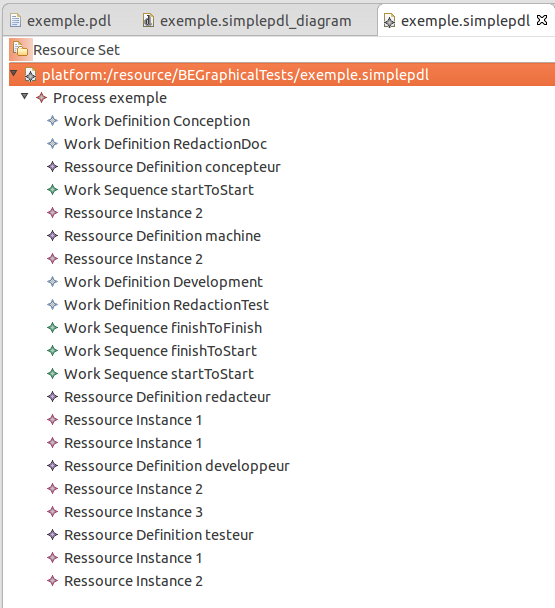 exemple.pdl exemple.simplepdl_diagram exemple.simplepdl
Resource Set
platform:/resource/BEGraphicalTests/exemple.simplepdl
Process exemple
Work Definition Conception
Work Definition RedactionDoc
Ressource Definition concepteur
Work Sequence startToStart
Ressource Instance 2
Ressource Definition machine
Ressource Instance 2
Work Definition Development
Work Definition RedactionTest
Work Sequence finishToFinish
Work Sequence finishToStart
Work Sequence startToStart
Ressource Definition redacteur
Ressource Instance 1
Ressource Instance 1
Ressource Definition developpeur
Ressource Instance 2
Ressource Instance 3
Ressource Definition testeur
Ressource Instance 1
Ressource Instance 2